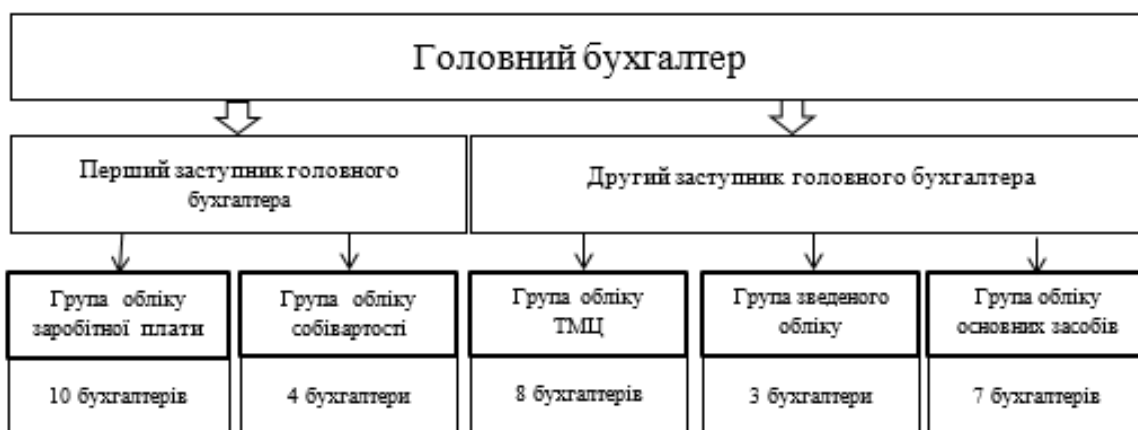 Головний бухгалтер
Перший заступник головного
бухгалтера
Другий заступник головного бухгалтера
Група обліку
заробітної плати
Група обліку
собівартості
Група обліку
ТМЦ
Група зведеного
обліку
Група обліку
основних засобів
10 бухгалтерів
4 бухгалтери
8 бухгалтерів
3 бухгалтери
7 бухгалтерів